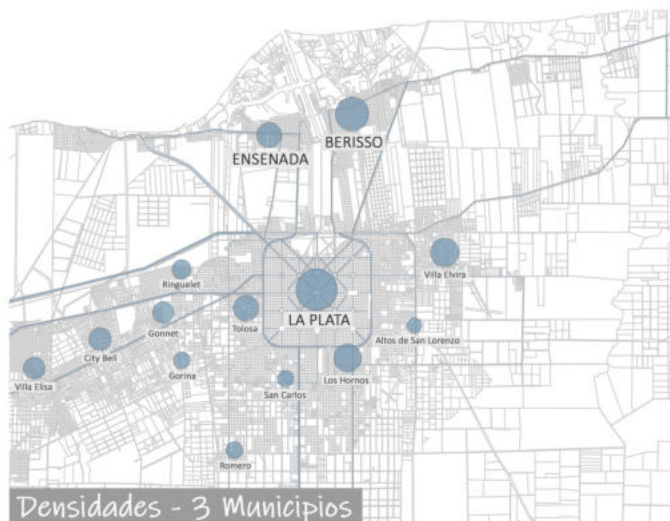 BERISSO
ENSENADA
Villa Elvira
Ringuelet
LA PLATA
Tolosa
Gonnet
Altos de San Lorenzo
City Bell
Gorina
Los Hornos
Villa Elisa
San Carlos
Romero
Densidades - 3 Municipios